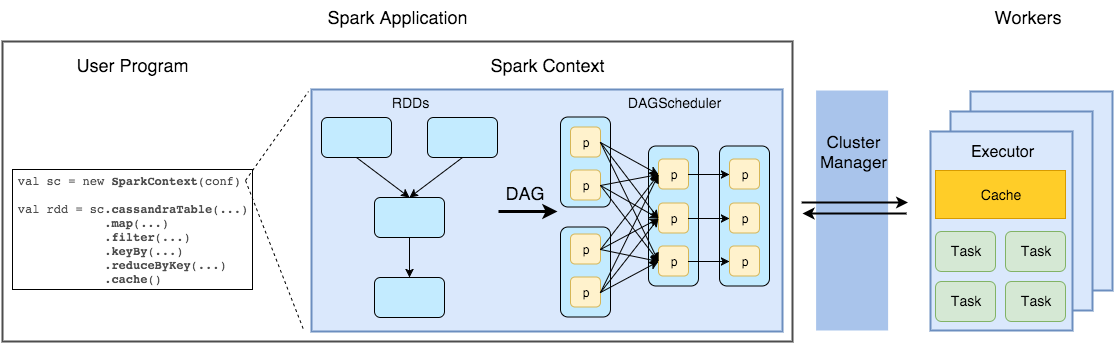 Spark Application
Workers
User Program
Spark Context
RDDs
DAGScheduler
val sc = new SparkContext(conf)
val rdd = sc.cassandraTable(...)
.map(...)
.filter(...)
.keyBy(...)
.reduceByKey(...)
.cache()
DAG
p
p
p
p
p
p
p
p
p
p
Cluster
Manager
Executor
Cache
Task
Task
Task
Task